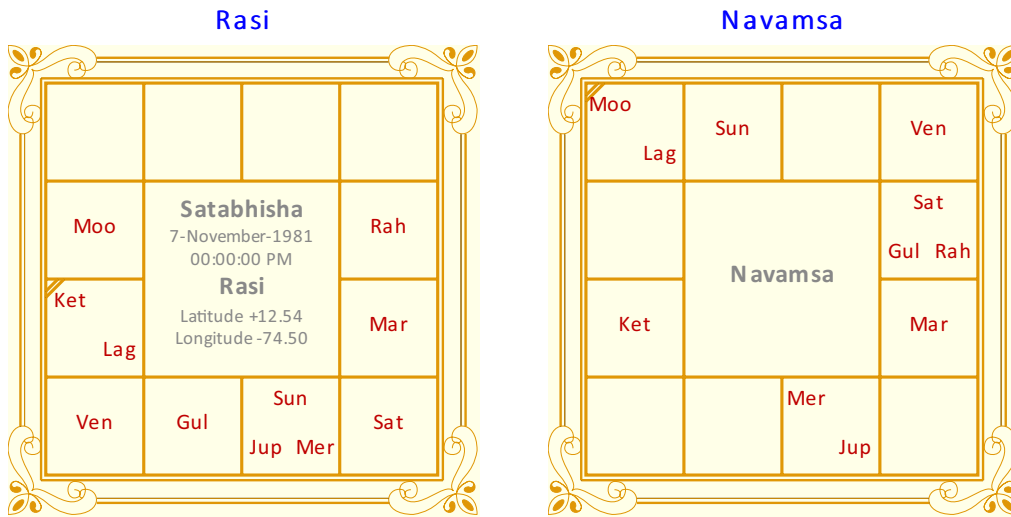 Rasi
Moo
Satabhisha
7-November-1981
00:00:00 PM
Rasi
Latitude +12.54
Longitude -74.50
Rah
Ket
Lag
Mar
Ven
Gul
Sun
Jup Mer
Sat
Navamsa
Moo
Lag
Sun
Ven
Sat
Gul Rah
Navamsa
Ket
Mar
Mer
Jup